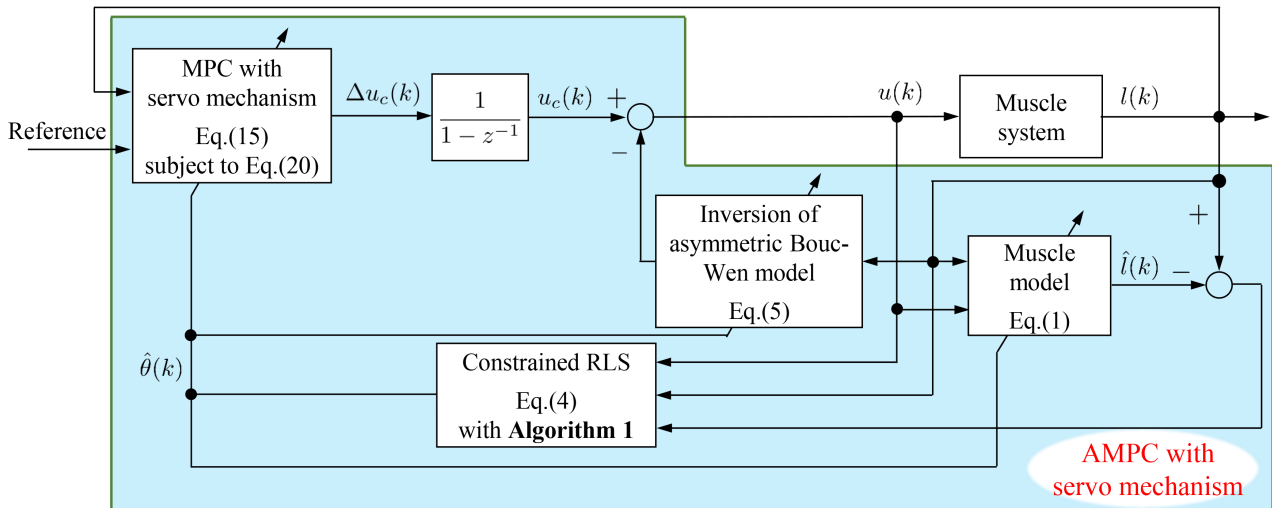 MPC with
servo mechanism
Eq.(15)
subject to Eq.(20)
Reference
Δu_c(k)
1
1 − z⁻¹
u_c(k)
+
−
u(k)
Muscle
system
l(k)
Inversion of
asymmetric Bouc-
Wen model
Eq.(5)
Muscle
model
Eq.(1)
l̂(k)
+
−
θ̂(k)
Constrained RLS
Eq.(4)
with Algorithm 1
AMPC with
servo mechanism